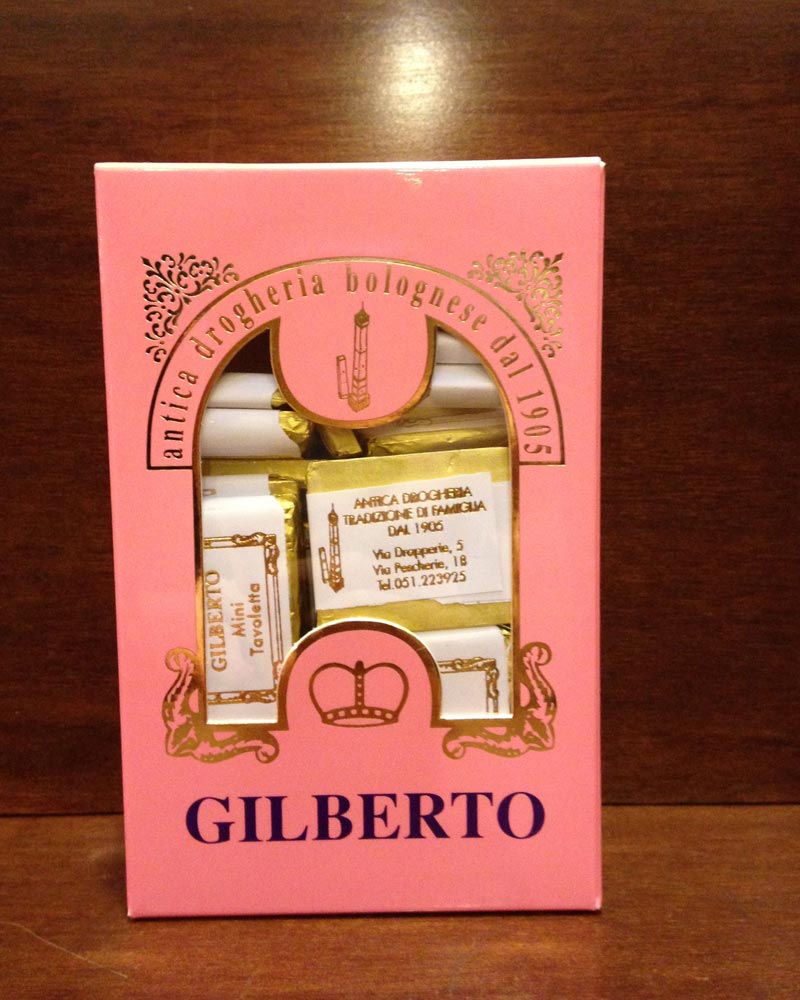 antica drogheria bolognese dal 1905
ANTICA DROGHERIA
TRADIZIONE DI FAMIGLIA
DAL 1905
Via Drapperie, 5
Via Pescherie, 1B
Tel.051.223925
GILBERTO
Mini
Tavoletta
GILBERTO